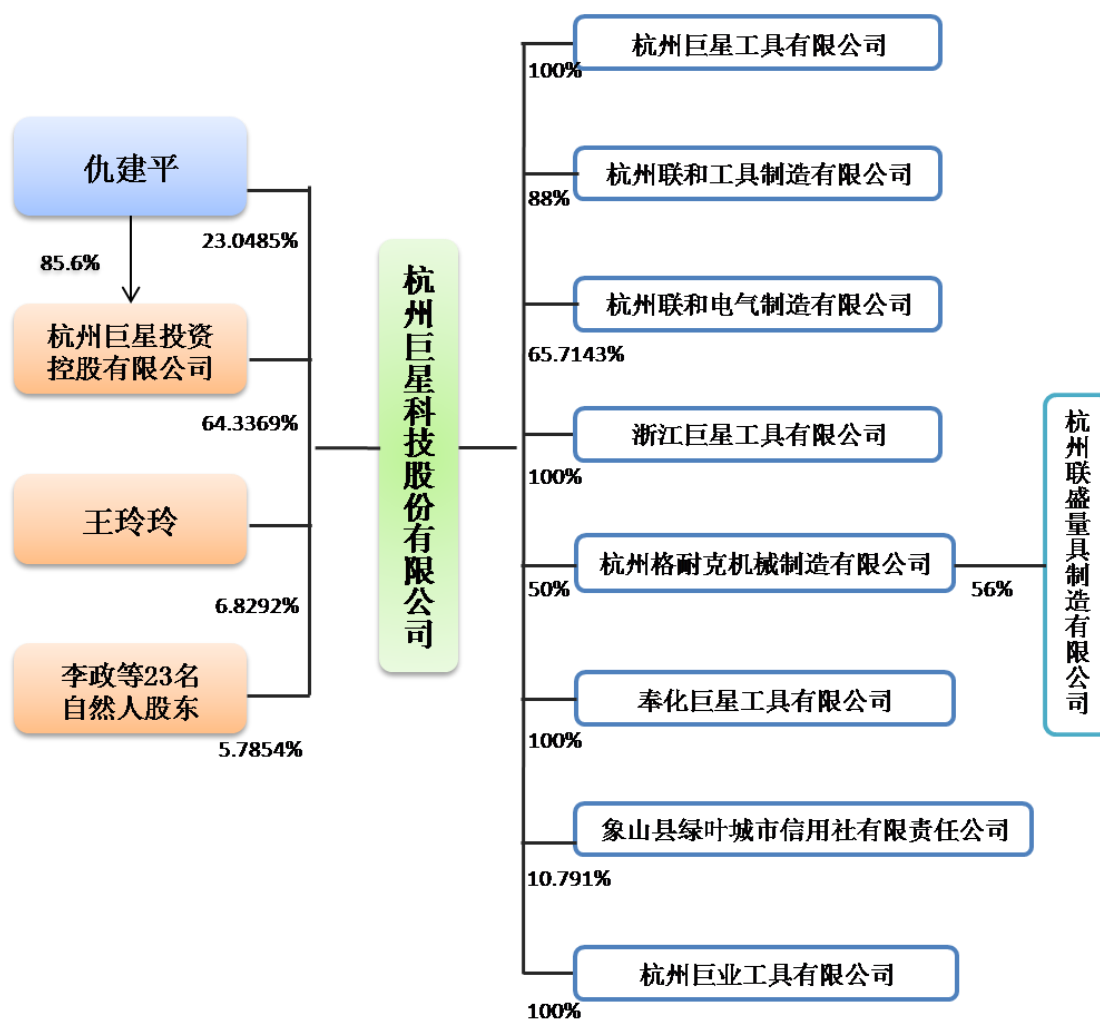 仇建平
23.0485%
85.6%
杭州巨星投资
控股有限公司
64.3369%
王玲玲
6.8292%
李政等23名
自然人股东
5.7854%
杭州巨星科技股份有限公司
杭州巨星工具有限公司
100%
杭州联和工具制造有限公司
88%
杭州联和电气制造有限公司
65.7143%
浙江巨星工具有限公司
100%
杭州格耐克机械制造有限公司
50%
56%
杭州联盛量具制造有限公司
奉化巨星工具有限公司
100%
象山县绿叶城市信用社有限责任公司
10.791%
杭州巨业工具有限公司
100%